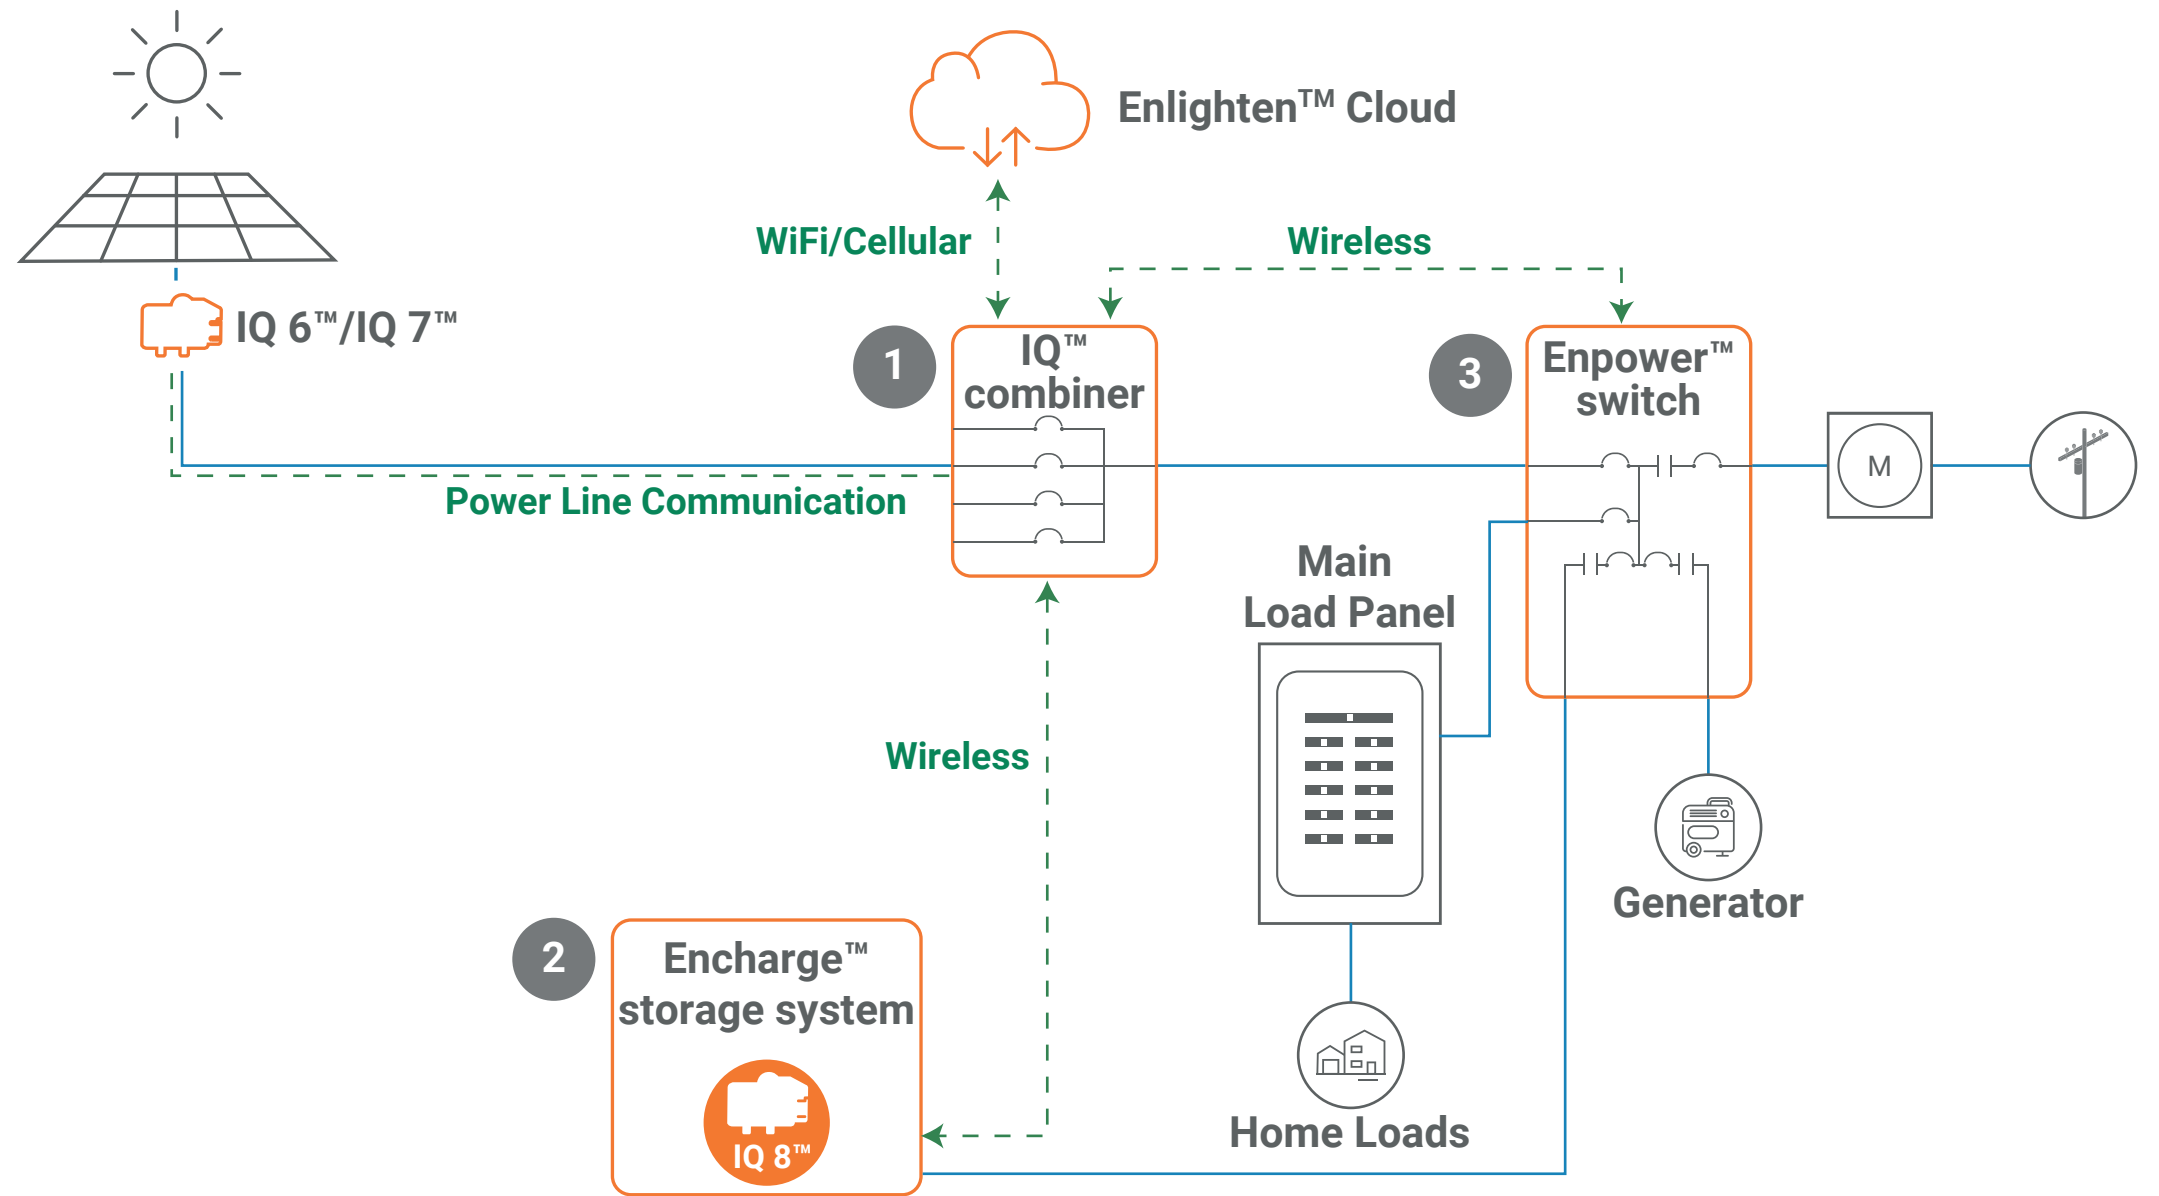 Enlighten™ Cloud
WiFi/Cellular
Wireless
IQ 6™/IQ 7™
1
IQ™
combiner
3
Enpower™
switch
M
Power Line Communication
Main
Load Panel
Wireless
Generator
2
Encharge™
storage system
IQ 8™
Home Loads